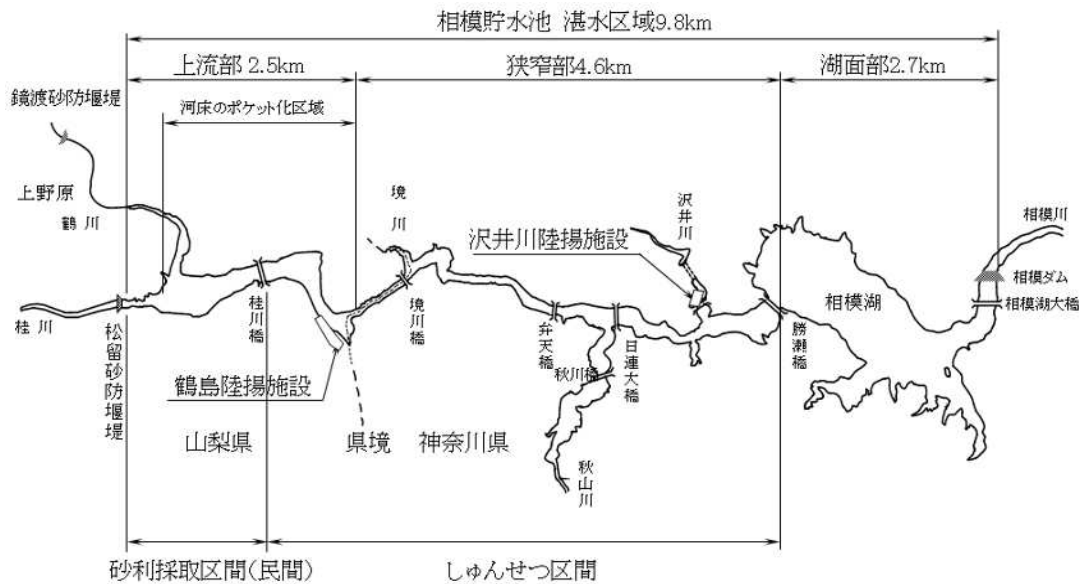 相模貯水池 湛水区域9.8km
上流部 2.5km
狭窄部4.6km
湖面部2.7km
鏡渡砂防堰堤
河床のポケット化区域
上野原
鶴川
境川
沢井川
相模川
沢井川陸揚施設
相模ダム
相模湖
相模湖大橋
桂川
松留砂防堰堤
桂川橋
境川橋
弁天橋
日連大橋
勝瀬橋
秋川橋
鶴島陸揚施設
山梨県
県境
神奈川県
秋山川
砂利採取区間(民間)
しゅんせつ区間